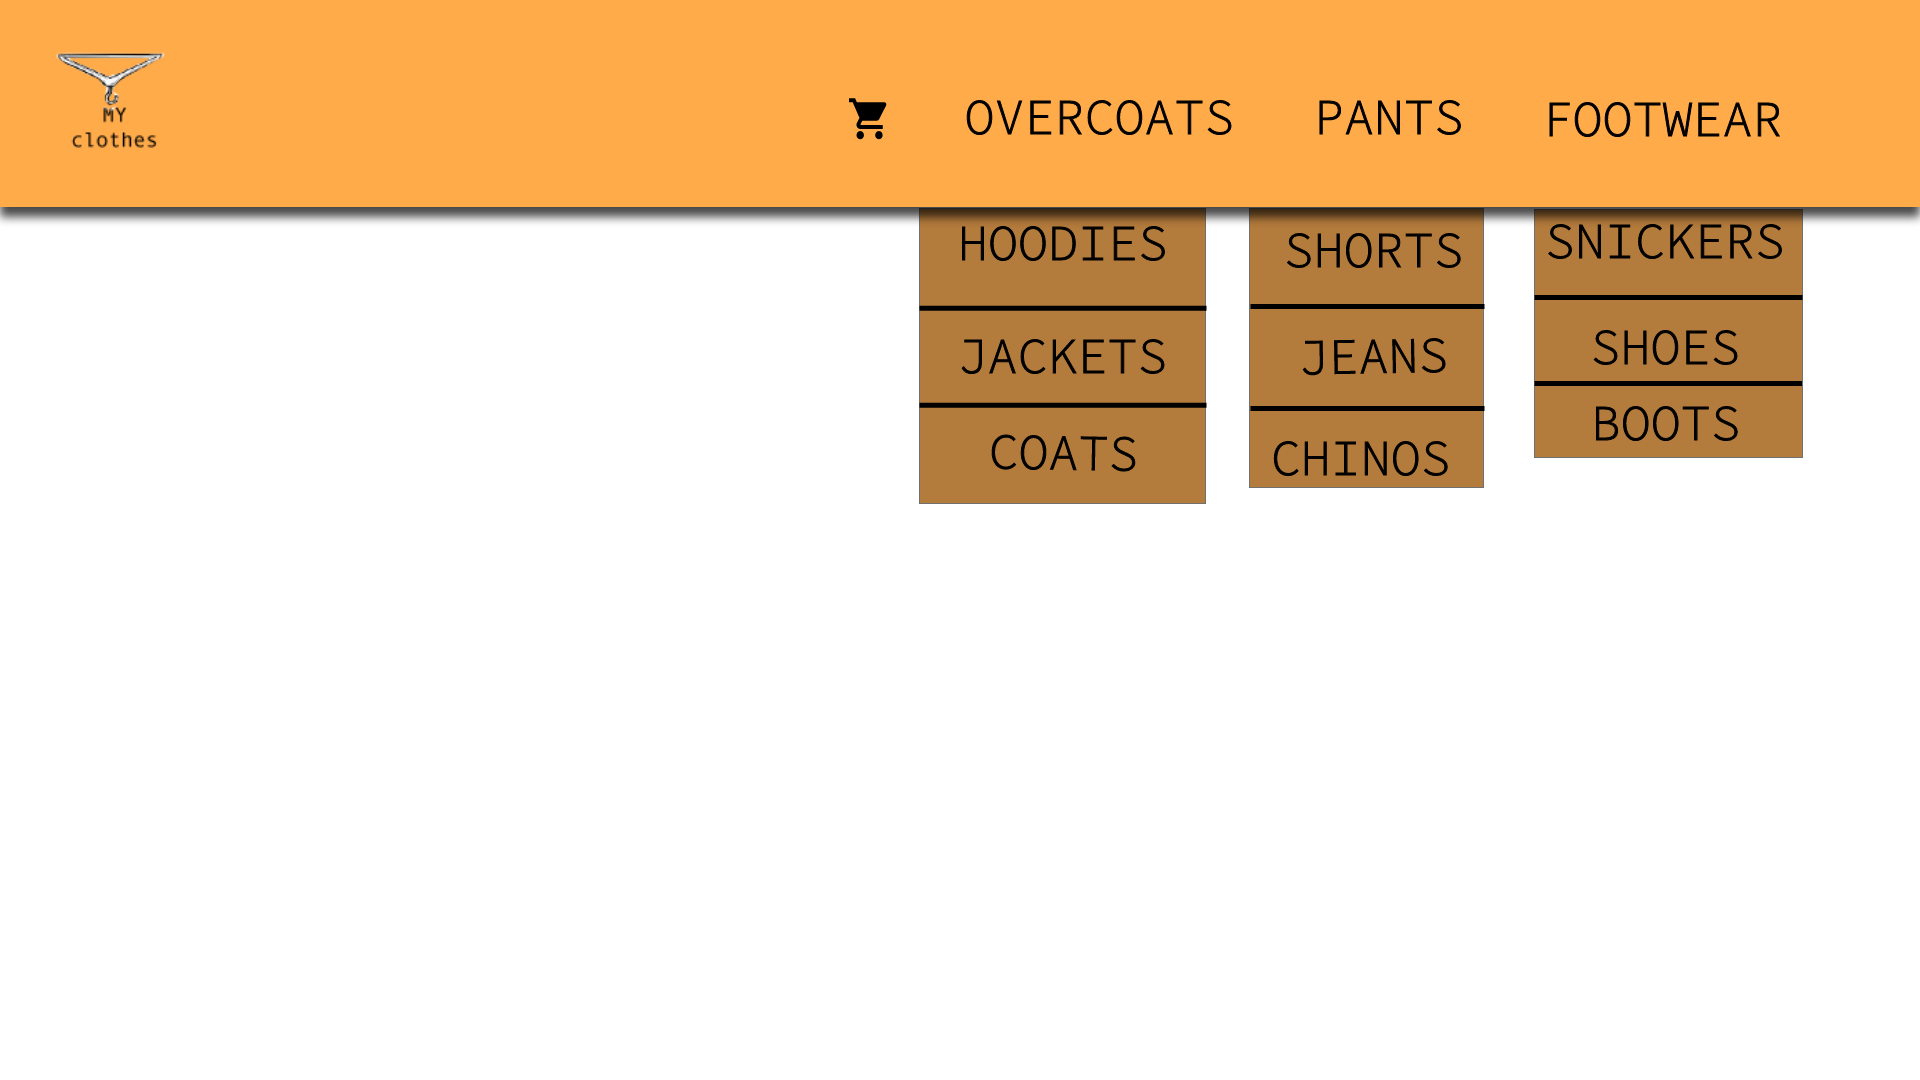 MY
clothes
OVERCOATS PANTS FOOTWEAR
HOODIES
JACKETS
COATS
SHORTS
JEANS
CHINOS
SNICKERS
SHOES
BOOTS